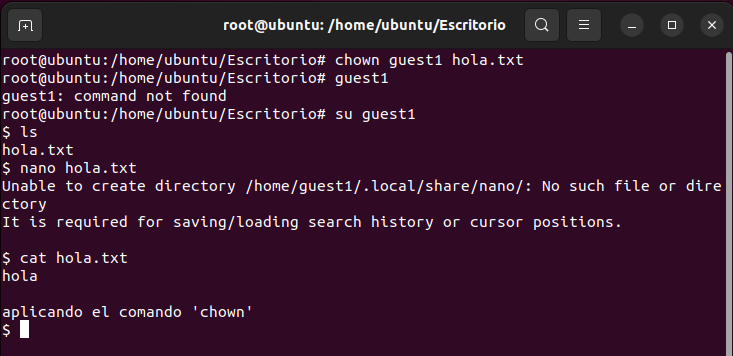 root@ubuntu: /home/ubuntu/Escritorio
root@ubuntu:/home/ubuntu/Escritorio# chown guest1 hola.txt
root@ubuntu:/home/ubuntu/Escritorio# guest1
guest1: command not found
root@ubuntu:/home/ubuntu/Escritorio# su guest1
$ ls
hola.txt
$ nano hola.txt
Unable to create directory /home/guest1/.local/share/nano/: No such file or dire
ctory
It is required for saving/loading search history or cursor positions.
$ cat hola.txt
hola
aplicando el comando 'chown'
$